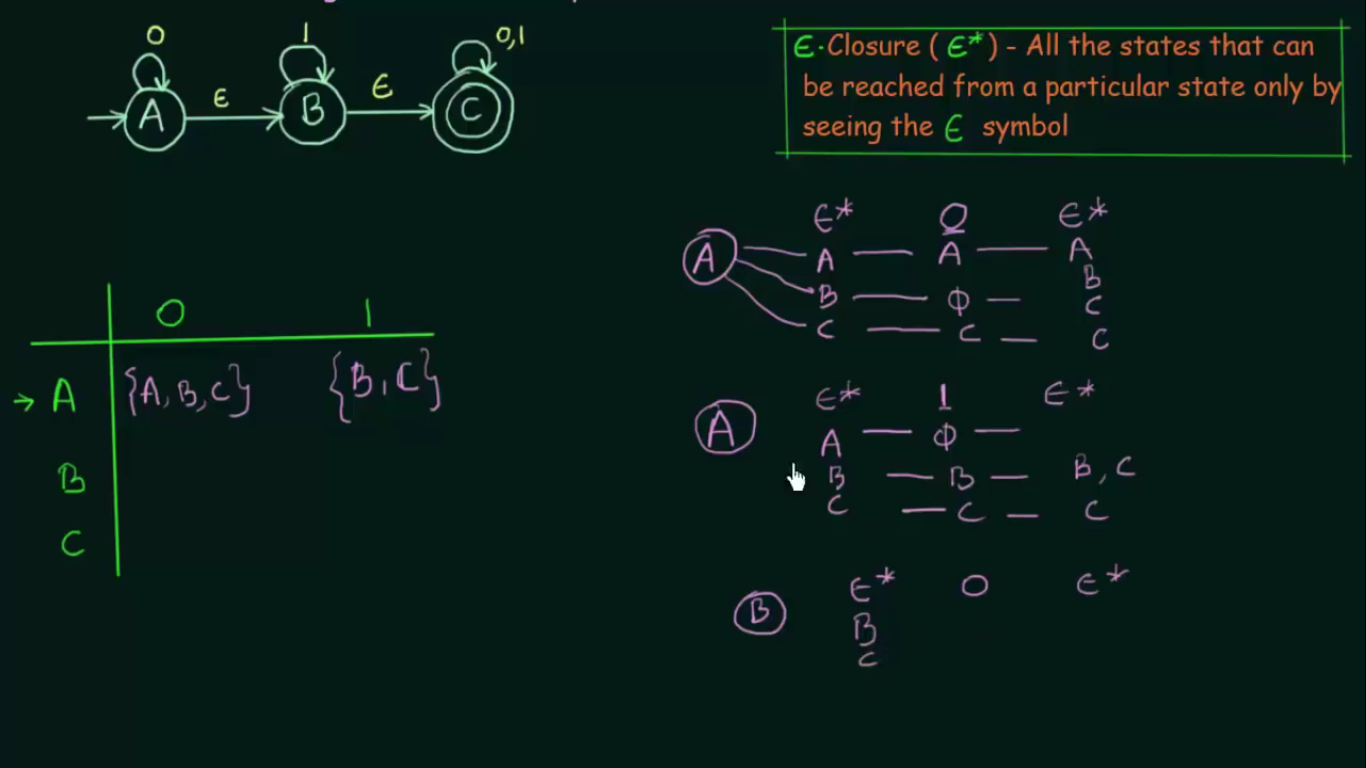 0 1 0,1
A ϵ B ϵ C
ϵ·Closure ( ϵ* ) - All the states that can
be reached from a particular state only by
seeing the ϵ symbol
ϵ* 0 ϵ*
A A — A — A
B — Φ — B
C
C — C — C
0 1
→ A {A, B, C} {B, C}
B
C
ϵ* 1 ϵ*
A A — Φ —
B — B — B, C
C — C — C
ϵ* 0 ϵ*
B B
C